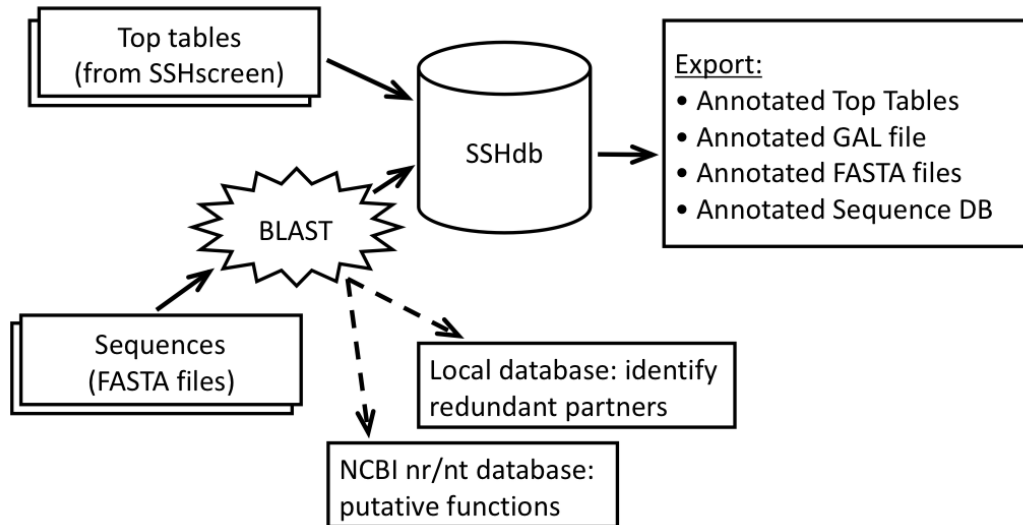 Top tables
(from SSHscreen)
SSHdb
Export:
• Annotated Top Tables
• Annotated GAL file
• Annotated FASTA files
• Annotated Sequence DB
BLAST
Sequences
(FASTA files)
Local database: identify
redundant partners
NCBI nr/nt database:
putative functions